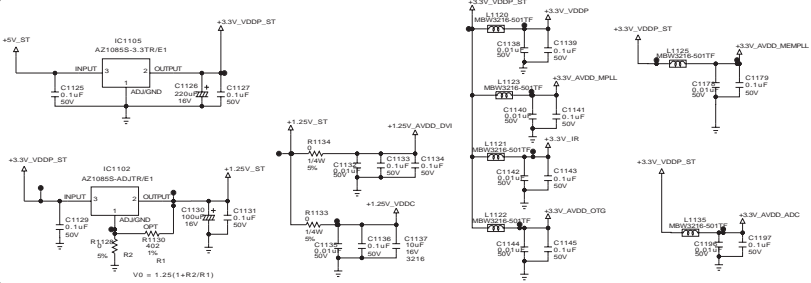 +5V_ST
IC1105
AZ1085S-3.3TR/E1
+3.3V_VDDP_ST
INPUT
3
2
OUTPUT
1
ADJ/GND
C1125
0.1uF
50V
C1126
220uF
16V
+
C1127
0.1uF
50V
+3.3V_VDDP_ST
IC1102
AZ1085S-ADJTR/E1
+1.25V_ST
INPUT
3
2
OUTPUT
1
ADJ/GND
C1129
0.1uF
50V
R1128
0
5%
R2
OPT
R1130
402
1%
R1
C1130
100uF
16V
+
C1131
0.1uF
50V
V0 = 1.25(1+R2/R1)
+1.25V_ST
R1134
0
1/4W
5%
+1.25V_AVDD_DVI
C1132
0.01uF
50V
C1133
0.1uF
50V
C1134
0.1uF
50V
R1133
0
1/4W
5%
+1.25V_VDDC
C1135
0.01uF
50V
C1136
0.1uF
50V
C1137
10uF
16V
3216
+3.3V_VDDP_ST
L1120
MBW3216-501TF
+3.3V_VDDP
C1138
0.01uF
50V
C1139
0.1uF
50V
L1123
MBW3216-501TF
+3.3V_AVDD_MPLL
C1140
0.01uF
50V
C1141
0.1uF
50V
L1121
MBW3216-501TF
+3.3V_IR
C1142
0.01uF
50V
C1143
0.1uF
50V
L1122
MBW3216-501TF
+3.3V_AVDD_OTG
C1144
0.01uF
50V
C1145
0.1uF
50V
+3.3V_VDDP_ST
L1125
MBW3216-501TF
+3.3V_AVDD_MEMPLL
C1178
0.01uF
50V
C1179
0.1uF
50V
+3.3V_VDDP_ST
L1135
MBW3216-501TF
+3.3V_AVDD_ADC
C1196
0.01uF
50V
C1197
0.1uF
50V